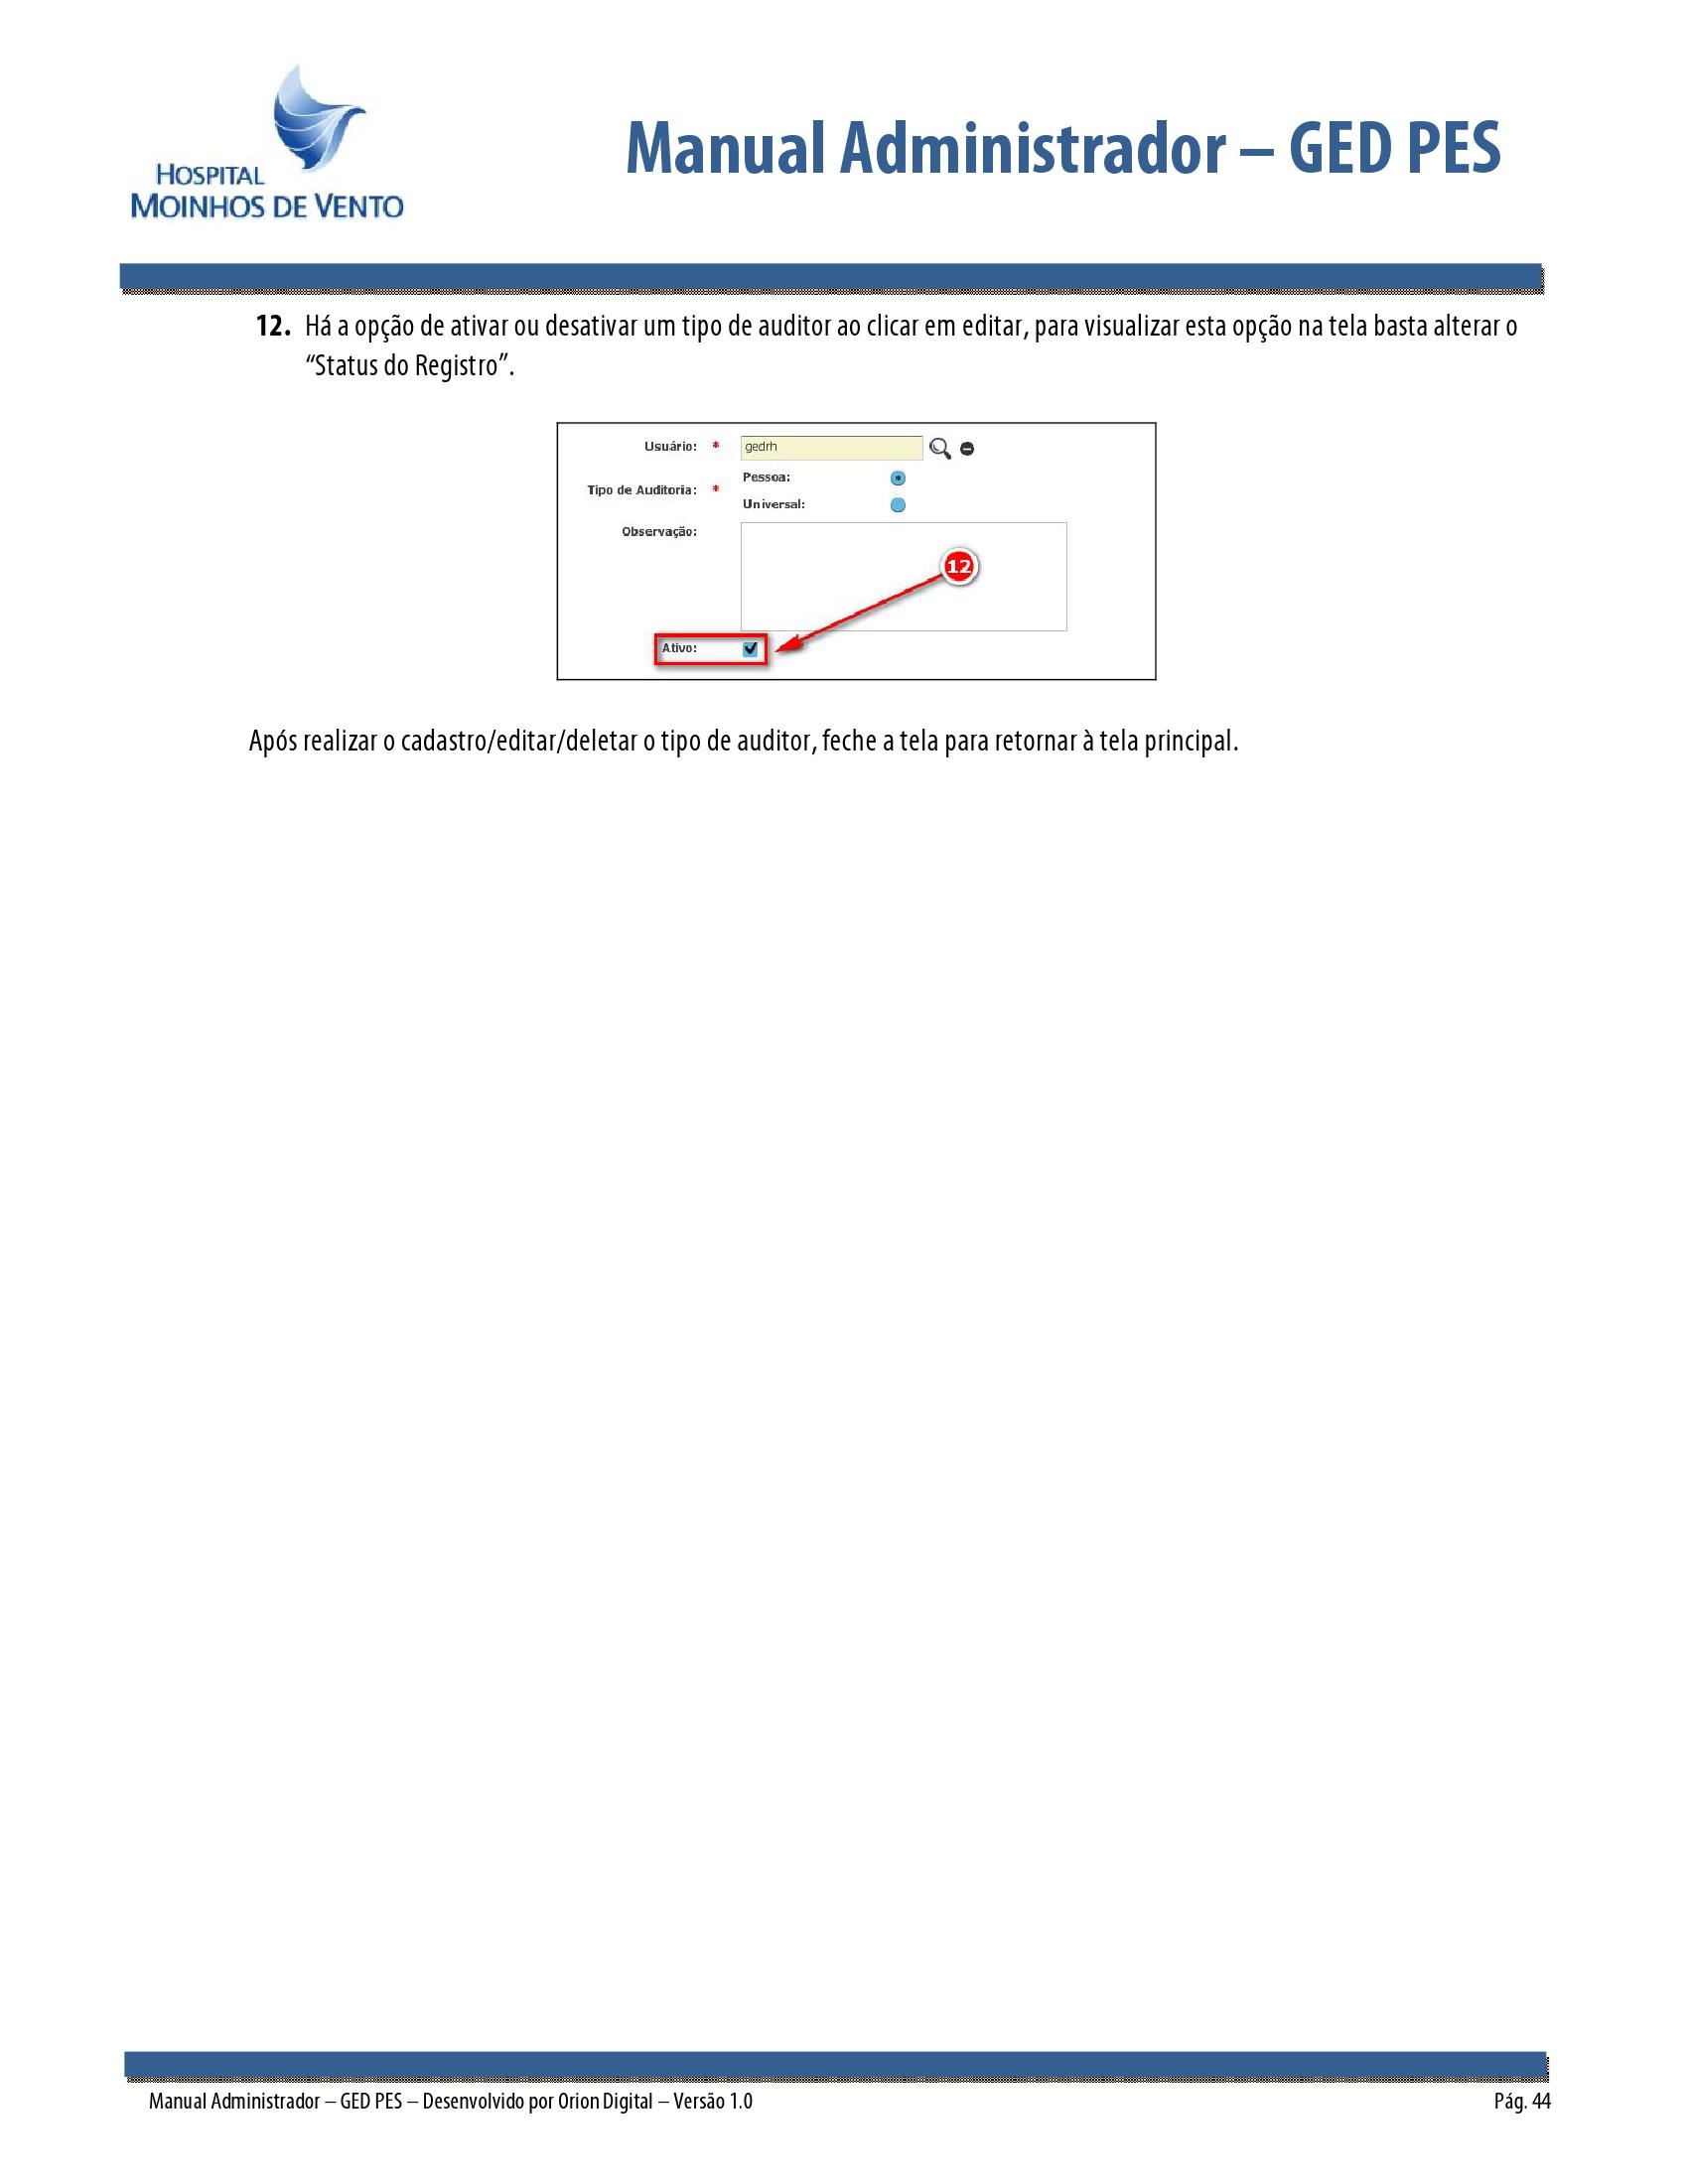 HOSPITAL
MOINHOS DE VENTO
Manual Administrador – GED PES
12. Há a opção de ativar ou desativar um tipo de auditor ao clicar em editar, para visualizar esta opção na tela basta alterar o
“Status do Registro”.
Usuário: * gedrh
Pessoa:
Tipo de Auditoria: *
Universal:
Observação:
12
Ativo:
Após realizar o cadastro/editar/deletar o tipo de auditor, feche a tela para retornar à tela principal.
Manual Administrador – GED PES – Desenvolvido por Orion Digital – Versão 1.0 Pág. 44